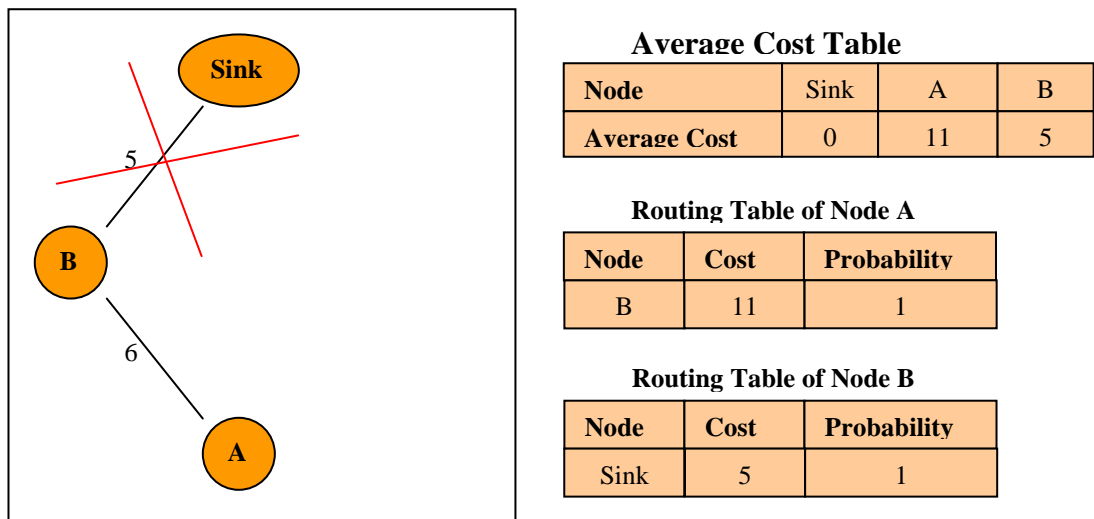 Sink
5
B
6
A
Average Cost Table
Node Sink A B
Average Cost 0 11 5
Routing Table of Node A
Node Cost Probability
B 11 1
Routing Table of Node B
Node Cost Probability
Sink 5 1